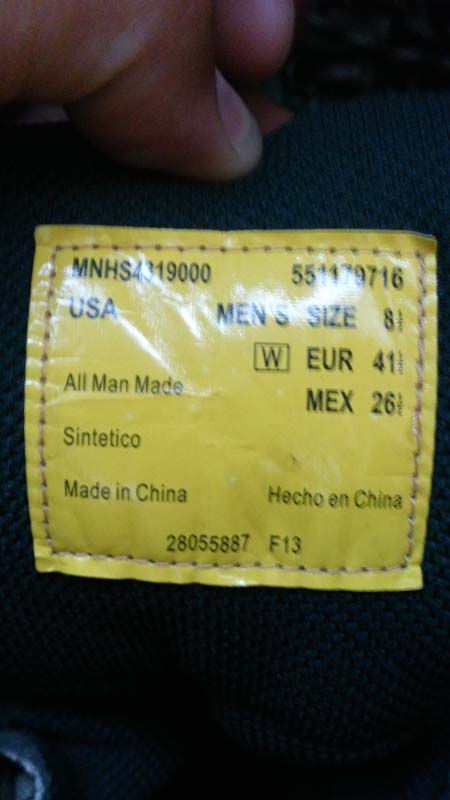 MNHS4319000 551179716
USA MEN'S SIZE 8½
W EUR 41½
All Man Made
MEX 26½
Sintetico
Made in China Hecho en China
28055887 F13